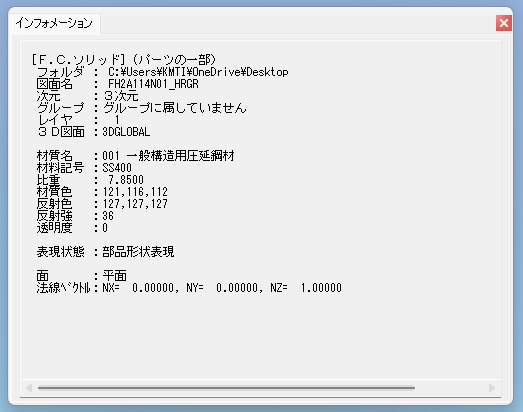 インフォメーション
[Ｆ.Ｃ.ソリッド]（パーツの一部）
フォルダ : C:¥Users¥KMTI¥OneDrive¥Desktop
図面名 : FH2A114N01_HRGR
次元 : ３次元
グループ : グループに属していません
レイヤ : 1
３Ｄ図面 :3DGLOBAL
材質名 :001 一般構造用圧延鋼材
材料記号 :SS400
比重 : 7.8500
材質色 :121,116,112
反射色 :127,127,127
反射強 :36
透明度 :0
表現状態 :部品形状表現
面 :平面
法線ﾍﾞｸﾄﾙ:NX= 0.00000, NY= 0.00000, NZ= 1.00000